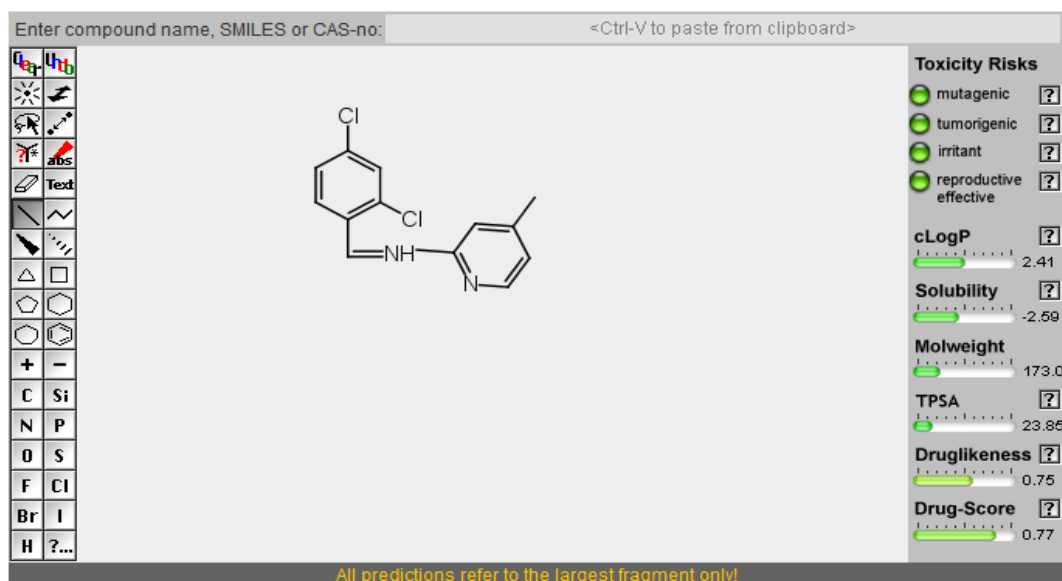 Enter compound name, SMILES or CAS-no: <Ctrl-V to paste from clipboard>
Clear Undo
Toxicity Risks
mutagenic ?
tumorigenic ?
irritant ?
reproductive effective ?
cLogP ?
2.41
Solubility ?
-2.59
Molweight
173.0
TPSA ?
23.85
Druglikeness ?
0.75
Drug-Score ?
0.77
?
*
abs
Text
+ −
C Si
N P
O S
F Cl
Br I
H ?...
Cl
Cl
NH
N
All predictions refer to the largest fragment only!